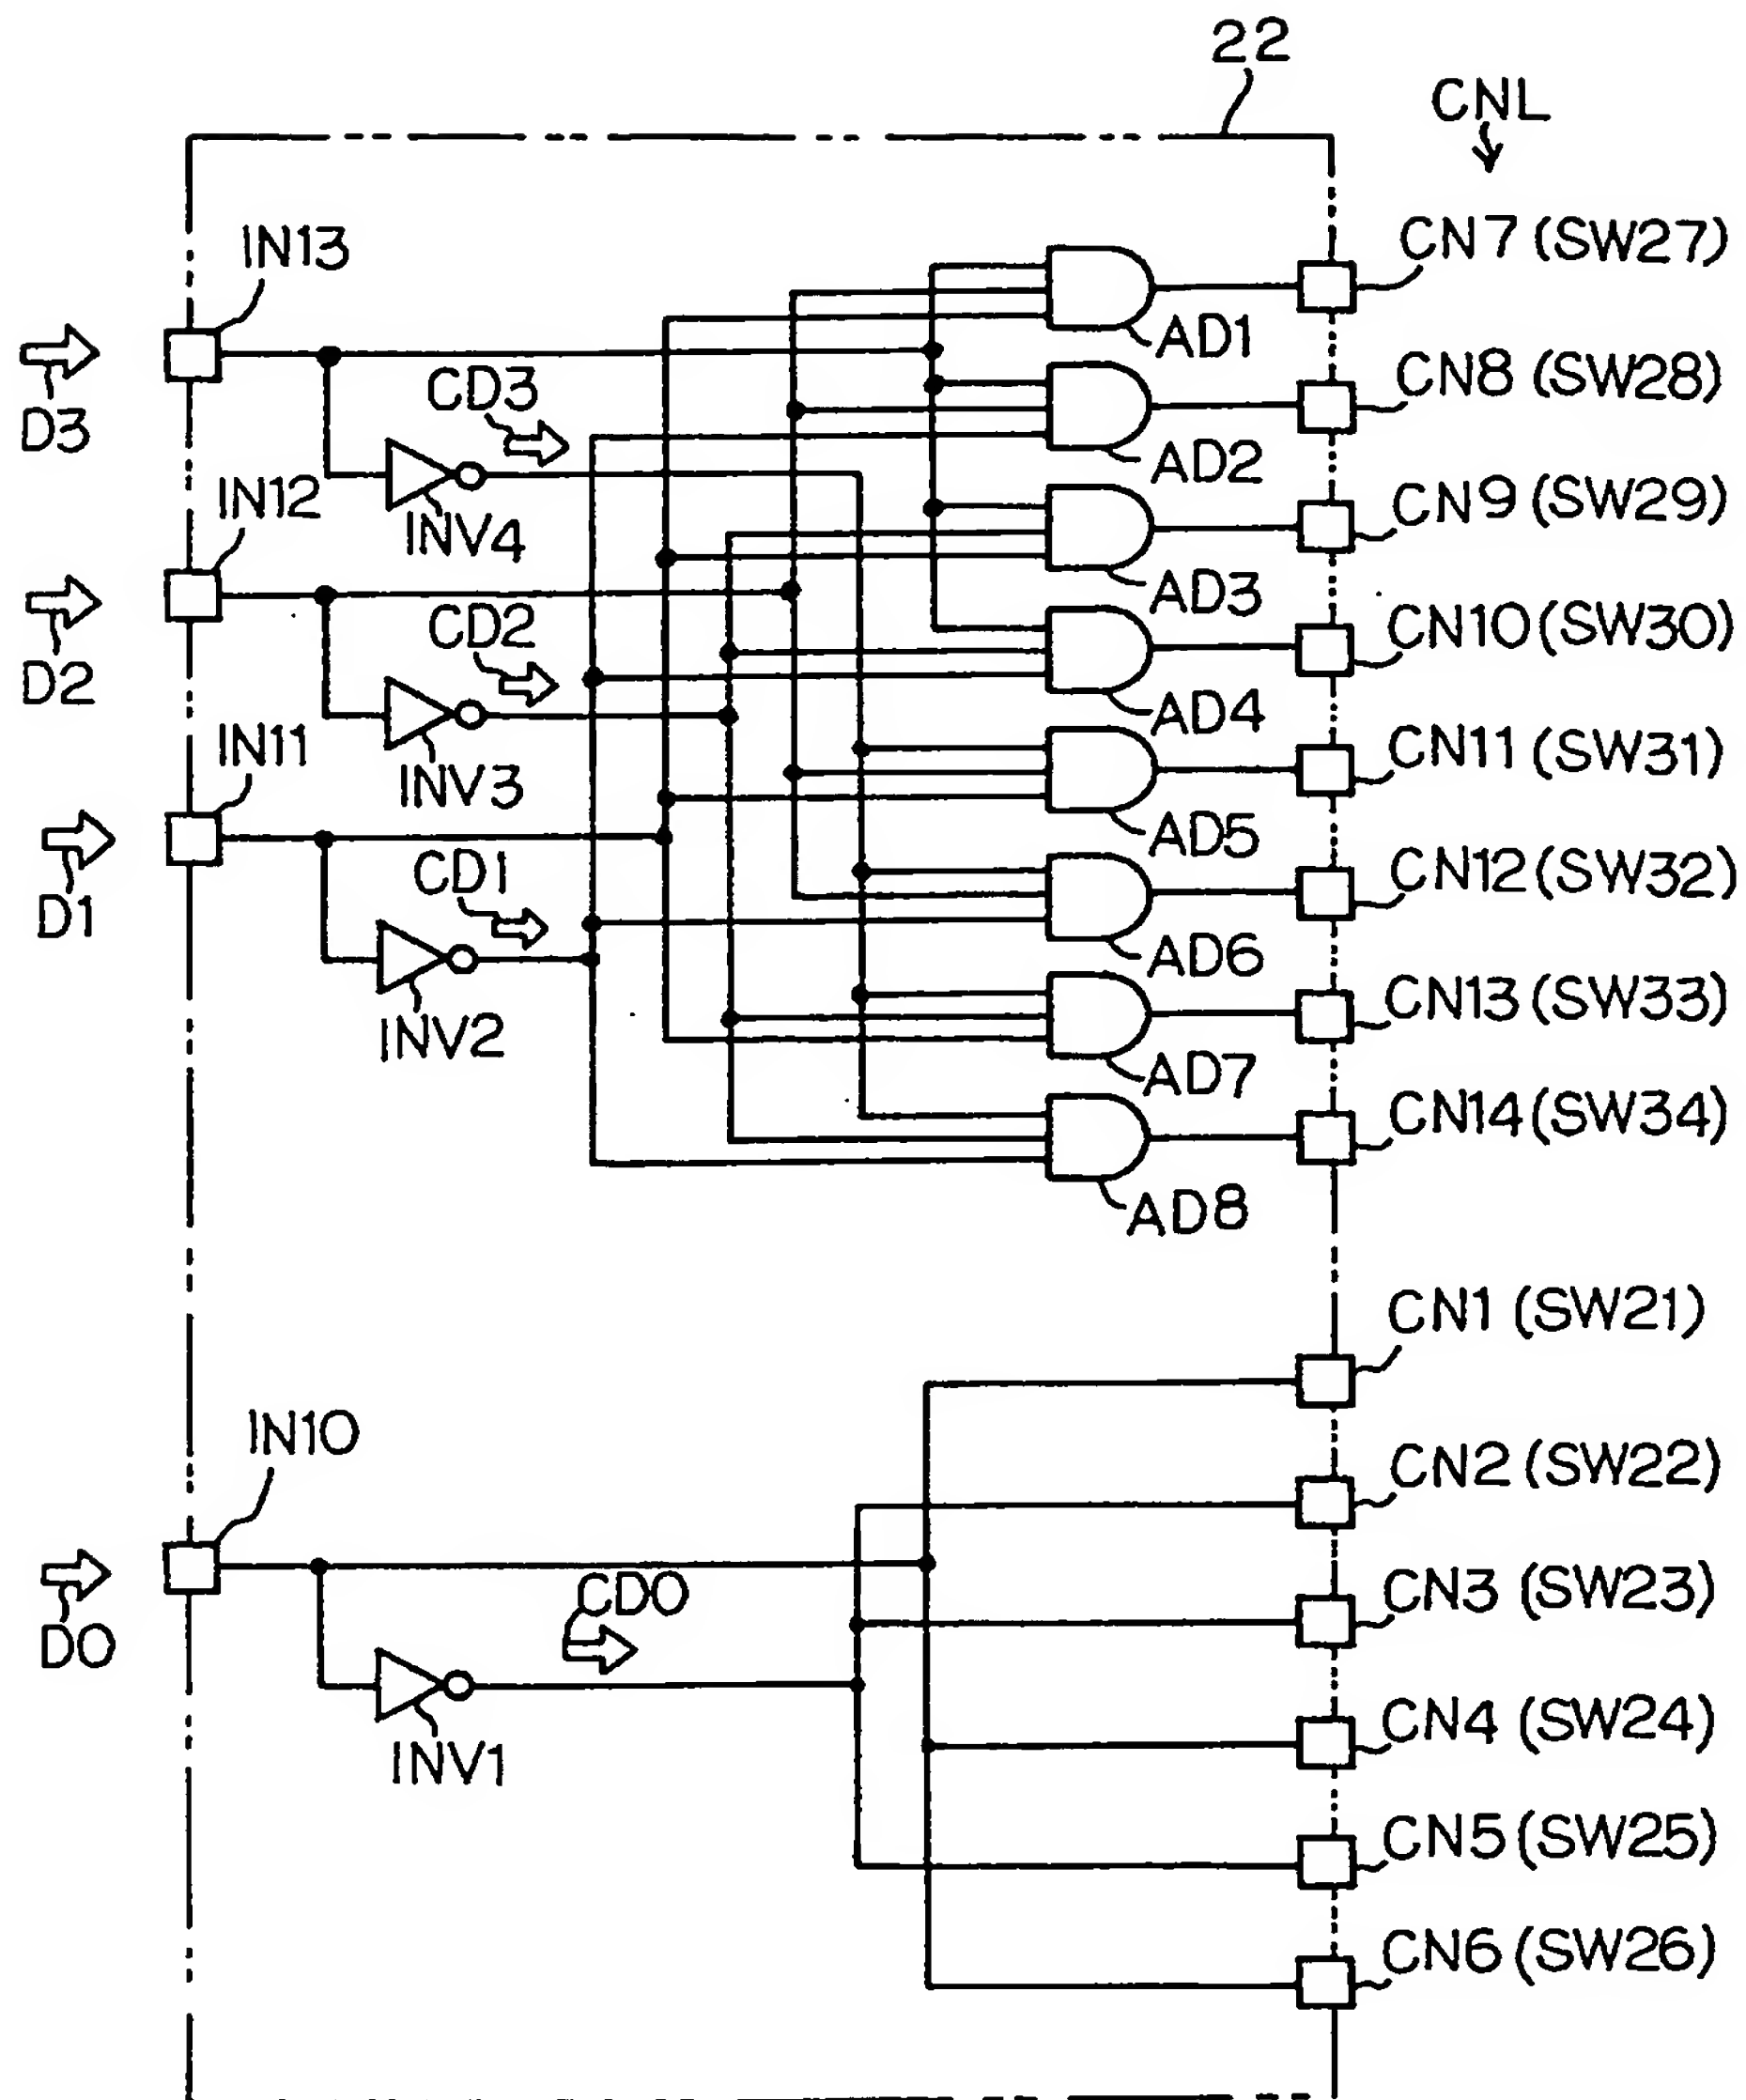 22
CNL
IN13
CN7 (SW27)
AD1
D3
CD3
CN8 (SW28)
AD2
IN12
INV4
CN9 (SW29)
AD3
D2
CD2
CN10 (SW30)
AD4
IN11
INV3
CN11 (SW31)
AD5
D1
CD1
CN12 (SW32)
AD6
INV2
CN13 (SW33)
AD7
CN14 (SW34)
AD8
CN1 (SW21)
IN10
CN2 (SW22)
D0
CD0
CN3 (SW23)
INV1
CN4 (SW24)
CN5 (SW25)
CN6 (SW26)